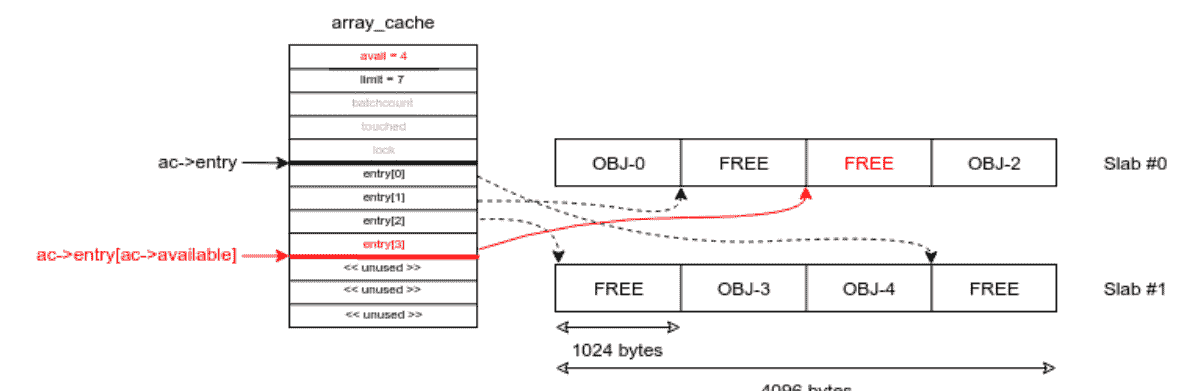 array_cache
avail = 4
limit = 7
batchcount
touched
lock
ac->entry
entry[0]
entry[1]
entry[2]
entry[3]
ac->entry[ac->available]
<< unused >>
<< unused >>
<< unused >>
OBJ-0 FREE FREE OBJ-2 Slab #0
FREE OBJ-3 OBJ-4 FREE Slab #1
1024 bytes
4096 bytes